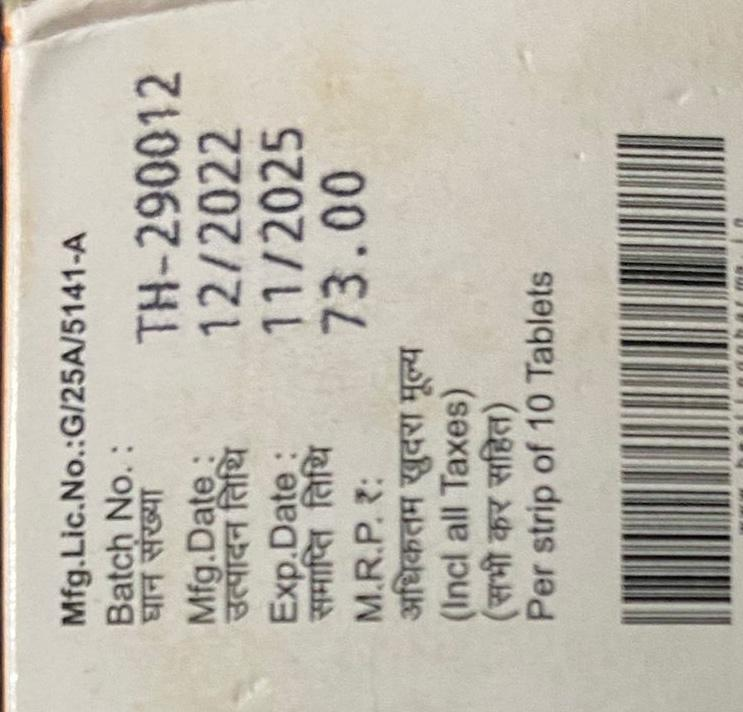 Mfg.Lic.No.:G/25A/5141-A
Batch No. : TH-290012
घान संख्या
Mfg.Date : 12/2022
उत्पादन तिथि
Exp.Date : 11/2025
समाप्ति तिथि
M.R.P. ₹: 73.00
अधिकतम खुदरा मूल्य
(Incl all Taxes)
(सभी कर सहित)
Per strip of 10 Tablets